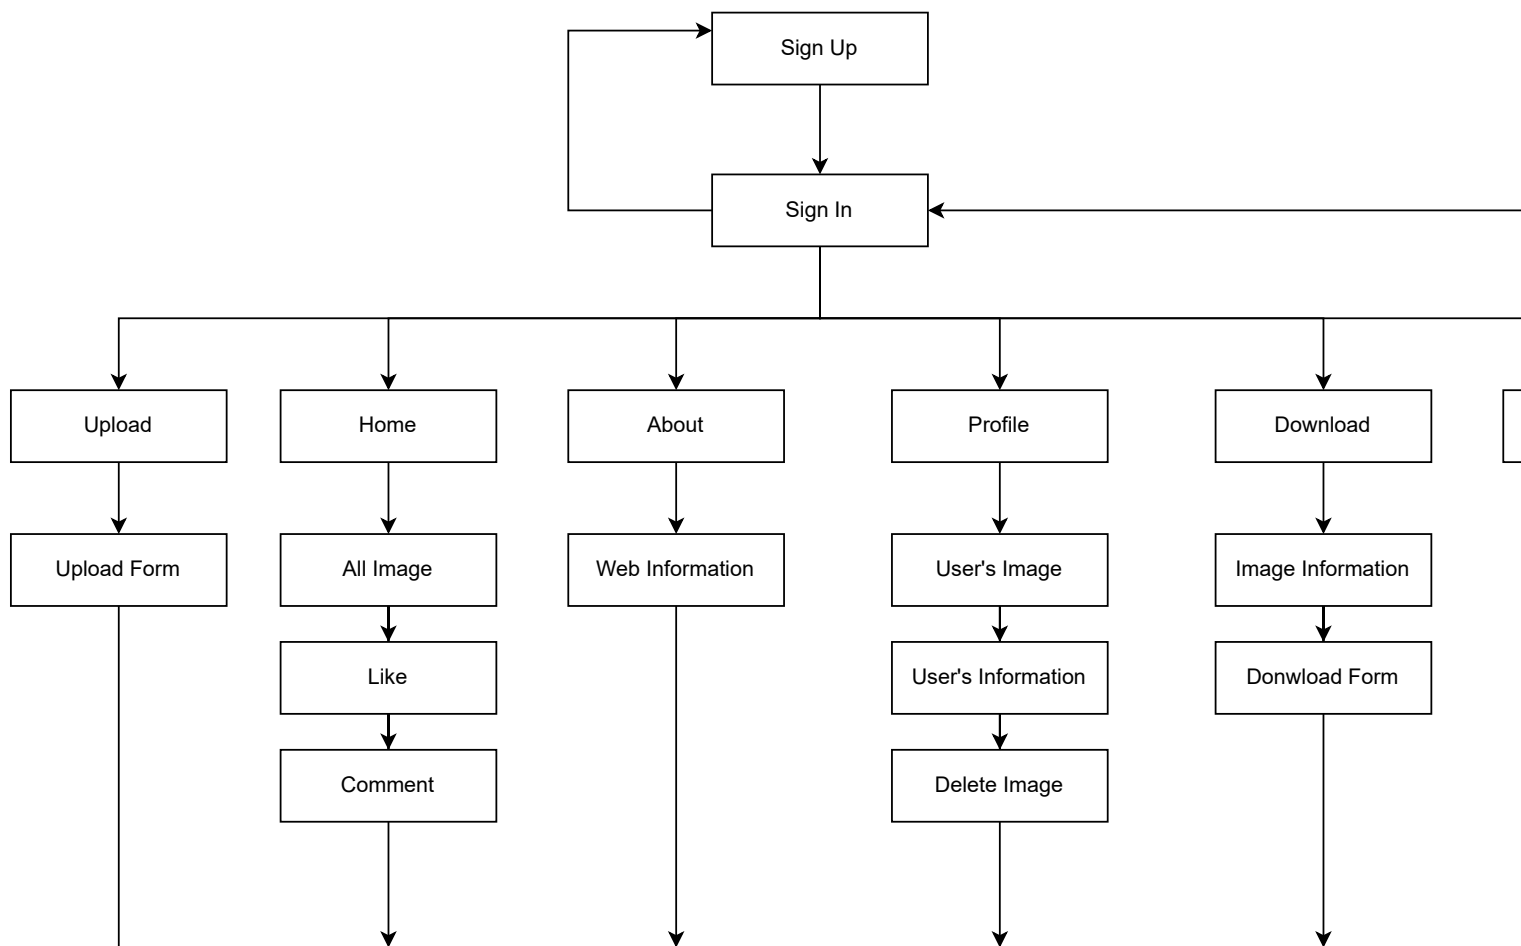 Sign Up
Sign In
Upload
Home
About
Profile
Download
Upload Form
All Image
Web Information
User's Image
Image Information
Like
User's Information
Donwload Form
Comment
Delete Image